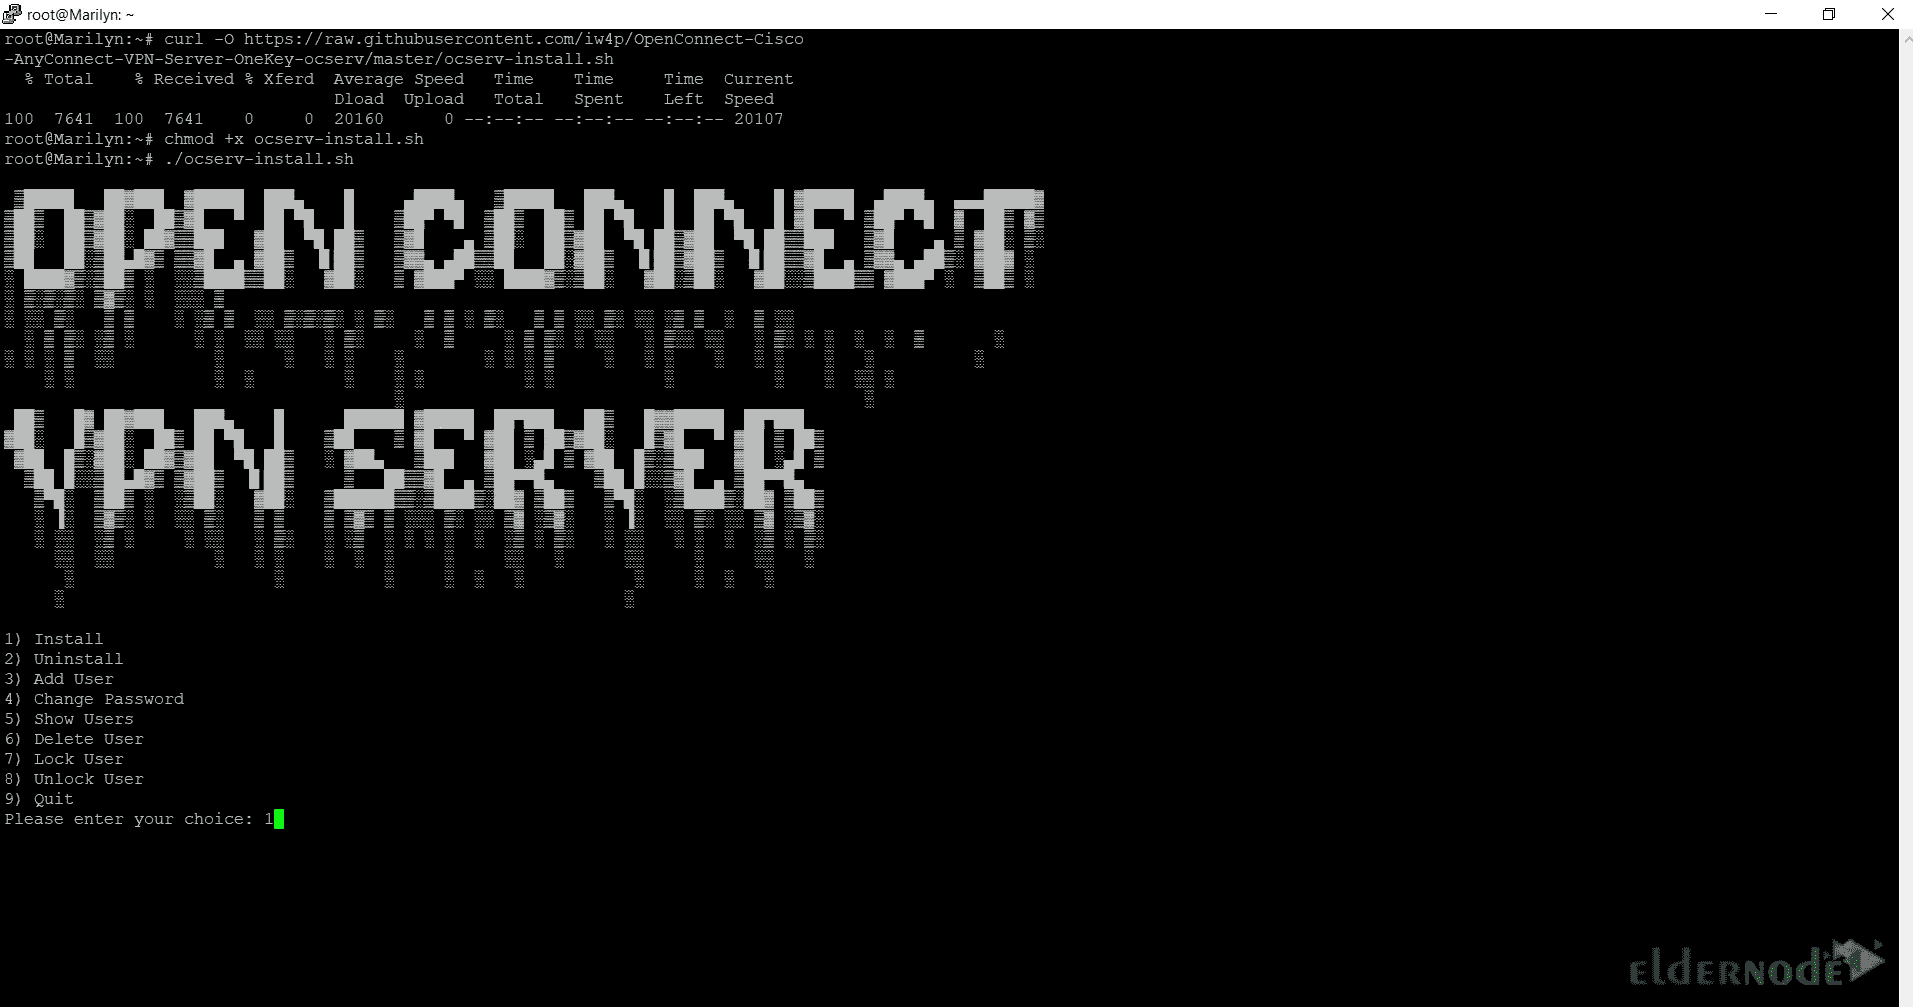 root@Marilyn: ~
root@Marilyn:~# curl -O https://raw.githubusercontent.com/iw4p/OpenConnect-Cisco
-AnyConnect-VPN-Server-OneKey-ocserv/master/ocserv-install.sh
% Total % Received % Xferd Average Speed Time Time Time Current
Dload Upload Total Spent Left Speed
100 7641 100 7641 0 0 20160 0 --:--:-- --:--:-- --:--:-- 20107
root@Marilyn:~# chmod +x ocserv-install.sh
root@Marilyn:~# ./ocserv-install.sh
OPEN CONNECT
VPN SERVER
1) Install
2) Uninstall
3) Add User
4) Change Password
5) Show Users
6) Delete User
7) Lock User
8) Unlock User
9) Quit
Please enter your choice: 1
eldernode